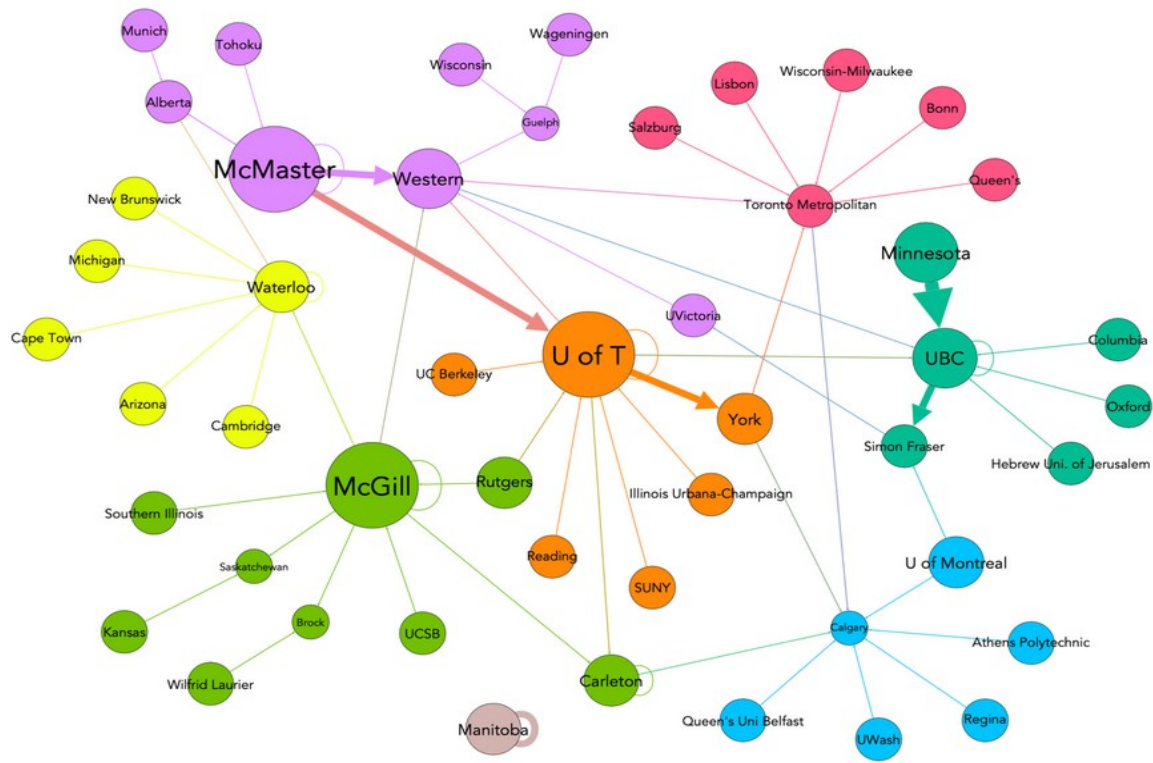 Munich
Tohoku
Wageningen
Wisconsin
Wisconsin-Milwaukee
Lisbon
Alberta
Bonn
Guelph
Salzburg
McMaster
Western
Queen's
New Brunswick
Toronto Metropolitan
Minnesota
Michigan
Waterloo
UVictoria
Cape Town
Columbia
U of T
UBC
UC Berkeley
Arizona
Oxford
York
Cambridge
Simon Fraser
Hebrew Uni. of Jerusalem
McGill
Rutgers
Illinois Urbana-Champaign
Southern Illinois
Reading
U of Montreal
Saskatchewan
SUNY
Brock
Calgary
Kansas
UCSB
Athens Polytechnic
Wilfrid Laurier
Carleton
Queen's Uni Belfast
Regina
Manitoba
UWash